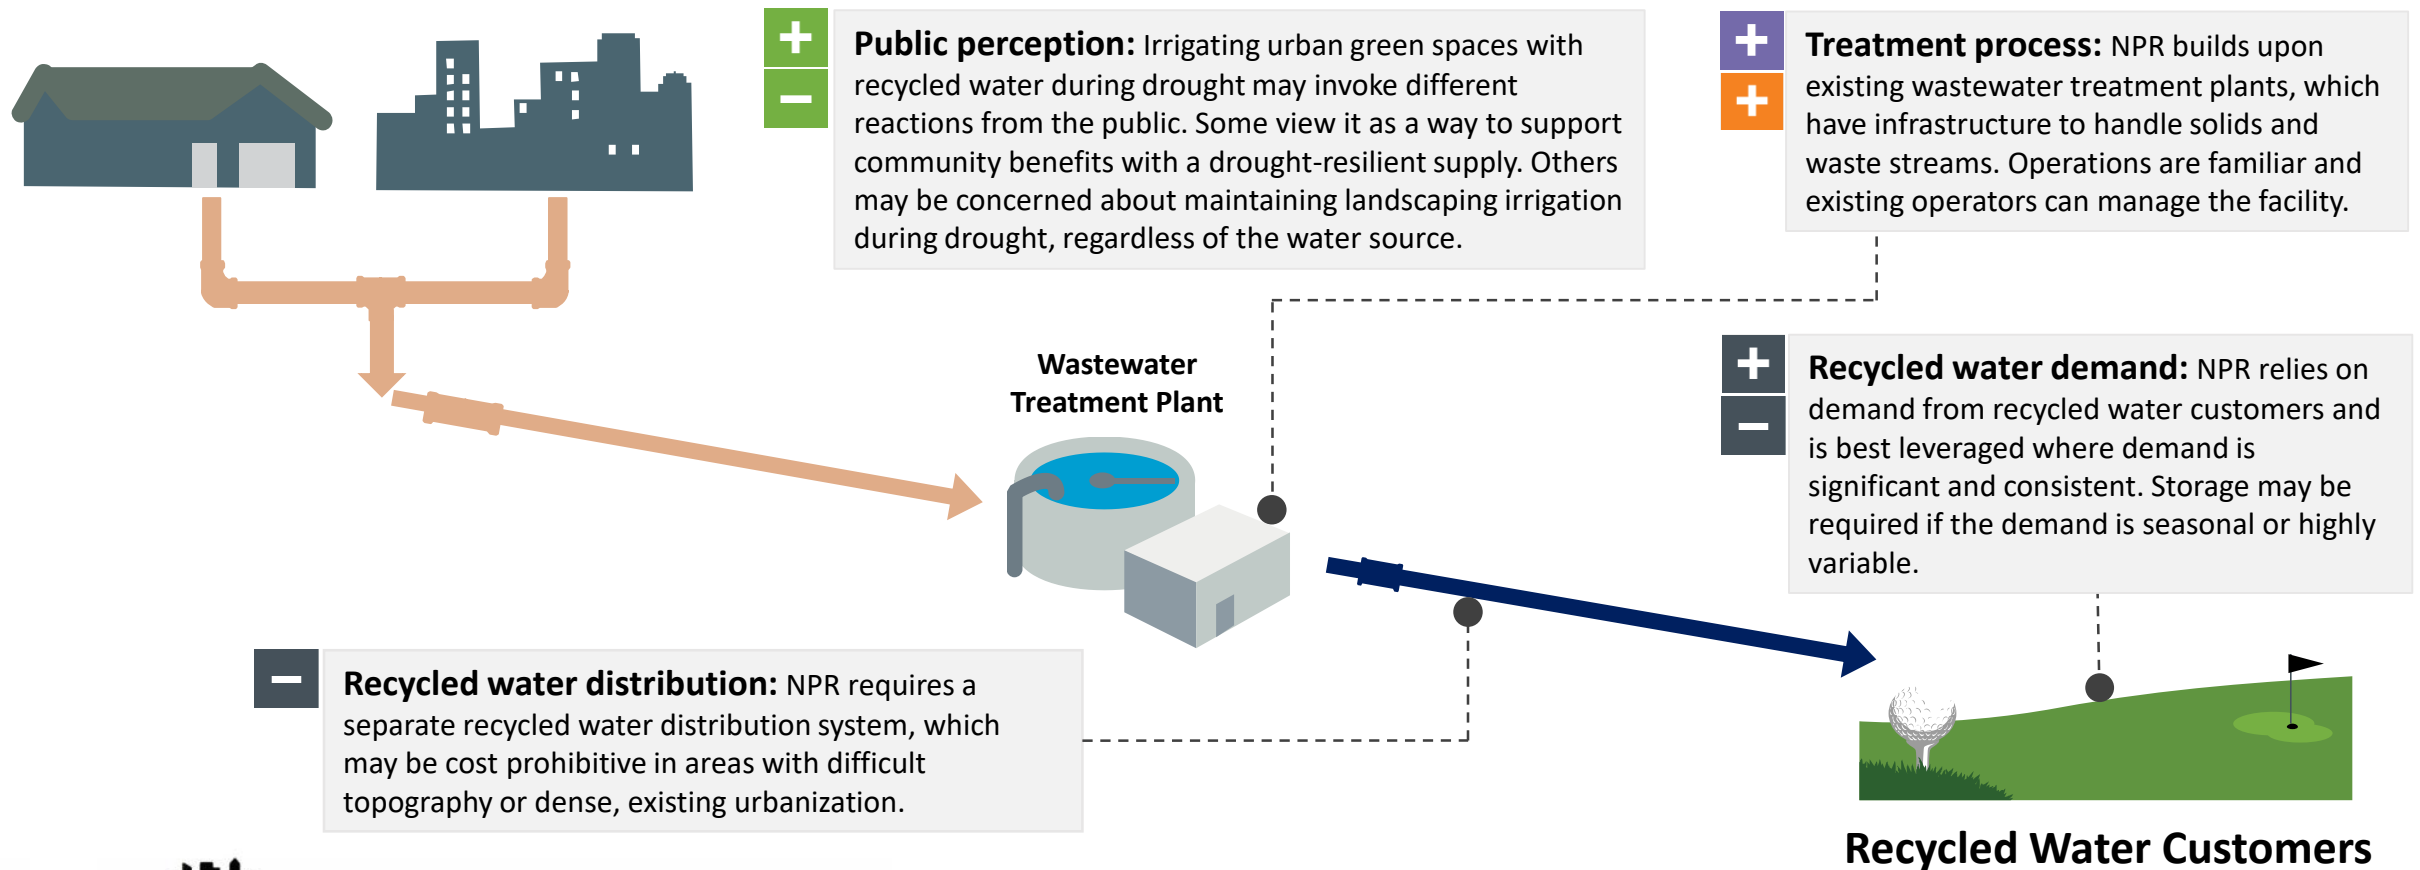 Public perception: Irrigating urban green spaces with
recycled water during drought may invoke different
reactions from the public. Some view it as a way to support
community benefits with a drought-resilient supply. Others
may be concerned about maintaining landscaping irrigation
during drought, regardless of the water source.
Treatment process: NPR builds upon
existing wastewater treatment plants, which
have infrastructure to handle solids and
waste streams. Operations are familiar and
existing operators can manage the facility.
Wastewater
Treatment Plant
Recycled water demand: NPR relies on
demand from recycled water customers and
is best leveraged where demand is
significant and consistent. Storage may be
required if the demand is seasonal or highly
variable.
Recycled water distribution: NPR requires a
separate recycled water distribution system, which
may be cost prohibitive in areas with difficult
topography or dense, existing urbanization.
Recycled Water Customers